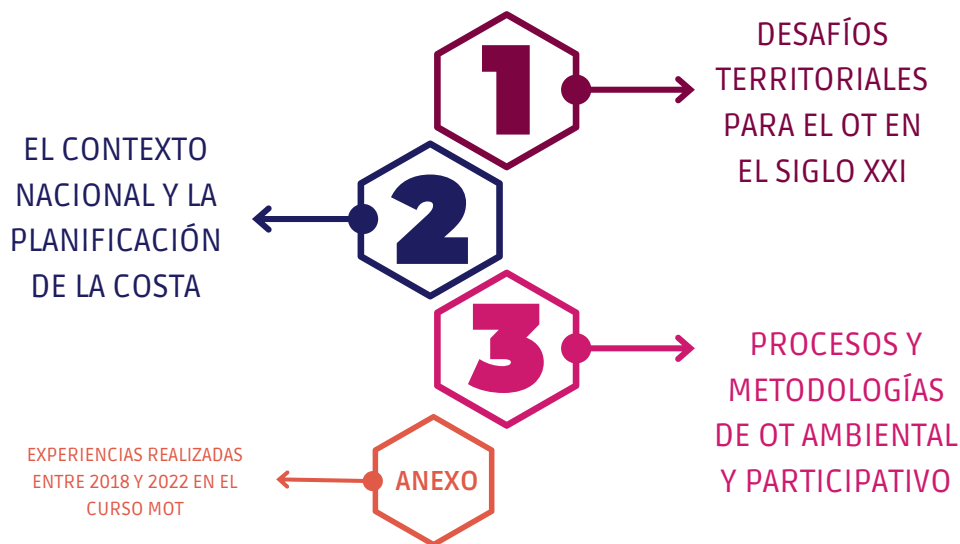 1
DESAFÍOS
TERRITORIALES
PARA EL OT EN
EL SIGLO XXI
2
EL CONTEXTO
NACIONAL Y LA
PLANIFICACIÓN
DE LA COSTA
3
PROCESOS Y
METODOLOGÍAS
DE OT AMBIENTAL
Y PARTICIPATIVO
ANEXO
EXPERIENCIAS REALIZADAS
ENTRE 2018 Y 2022 EN EL
CURSO MOT